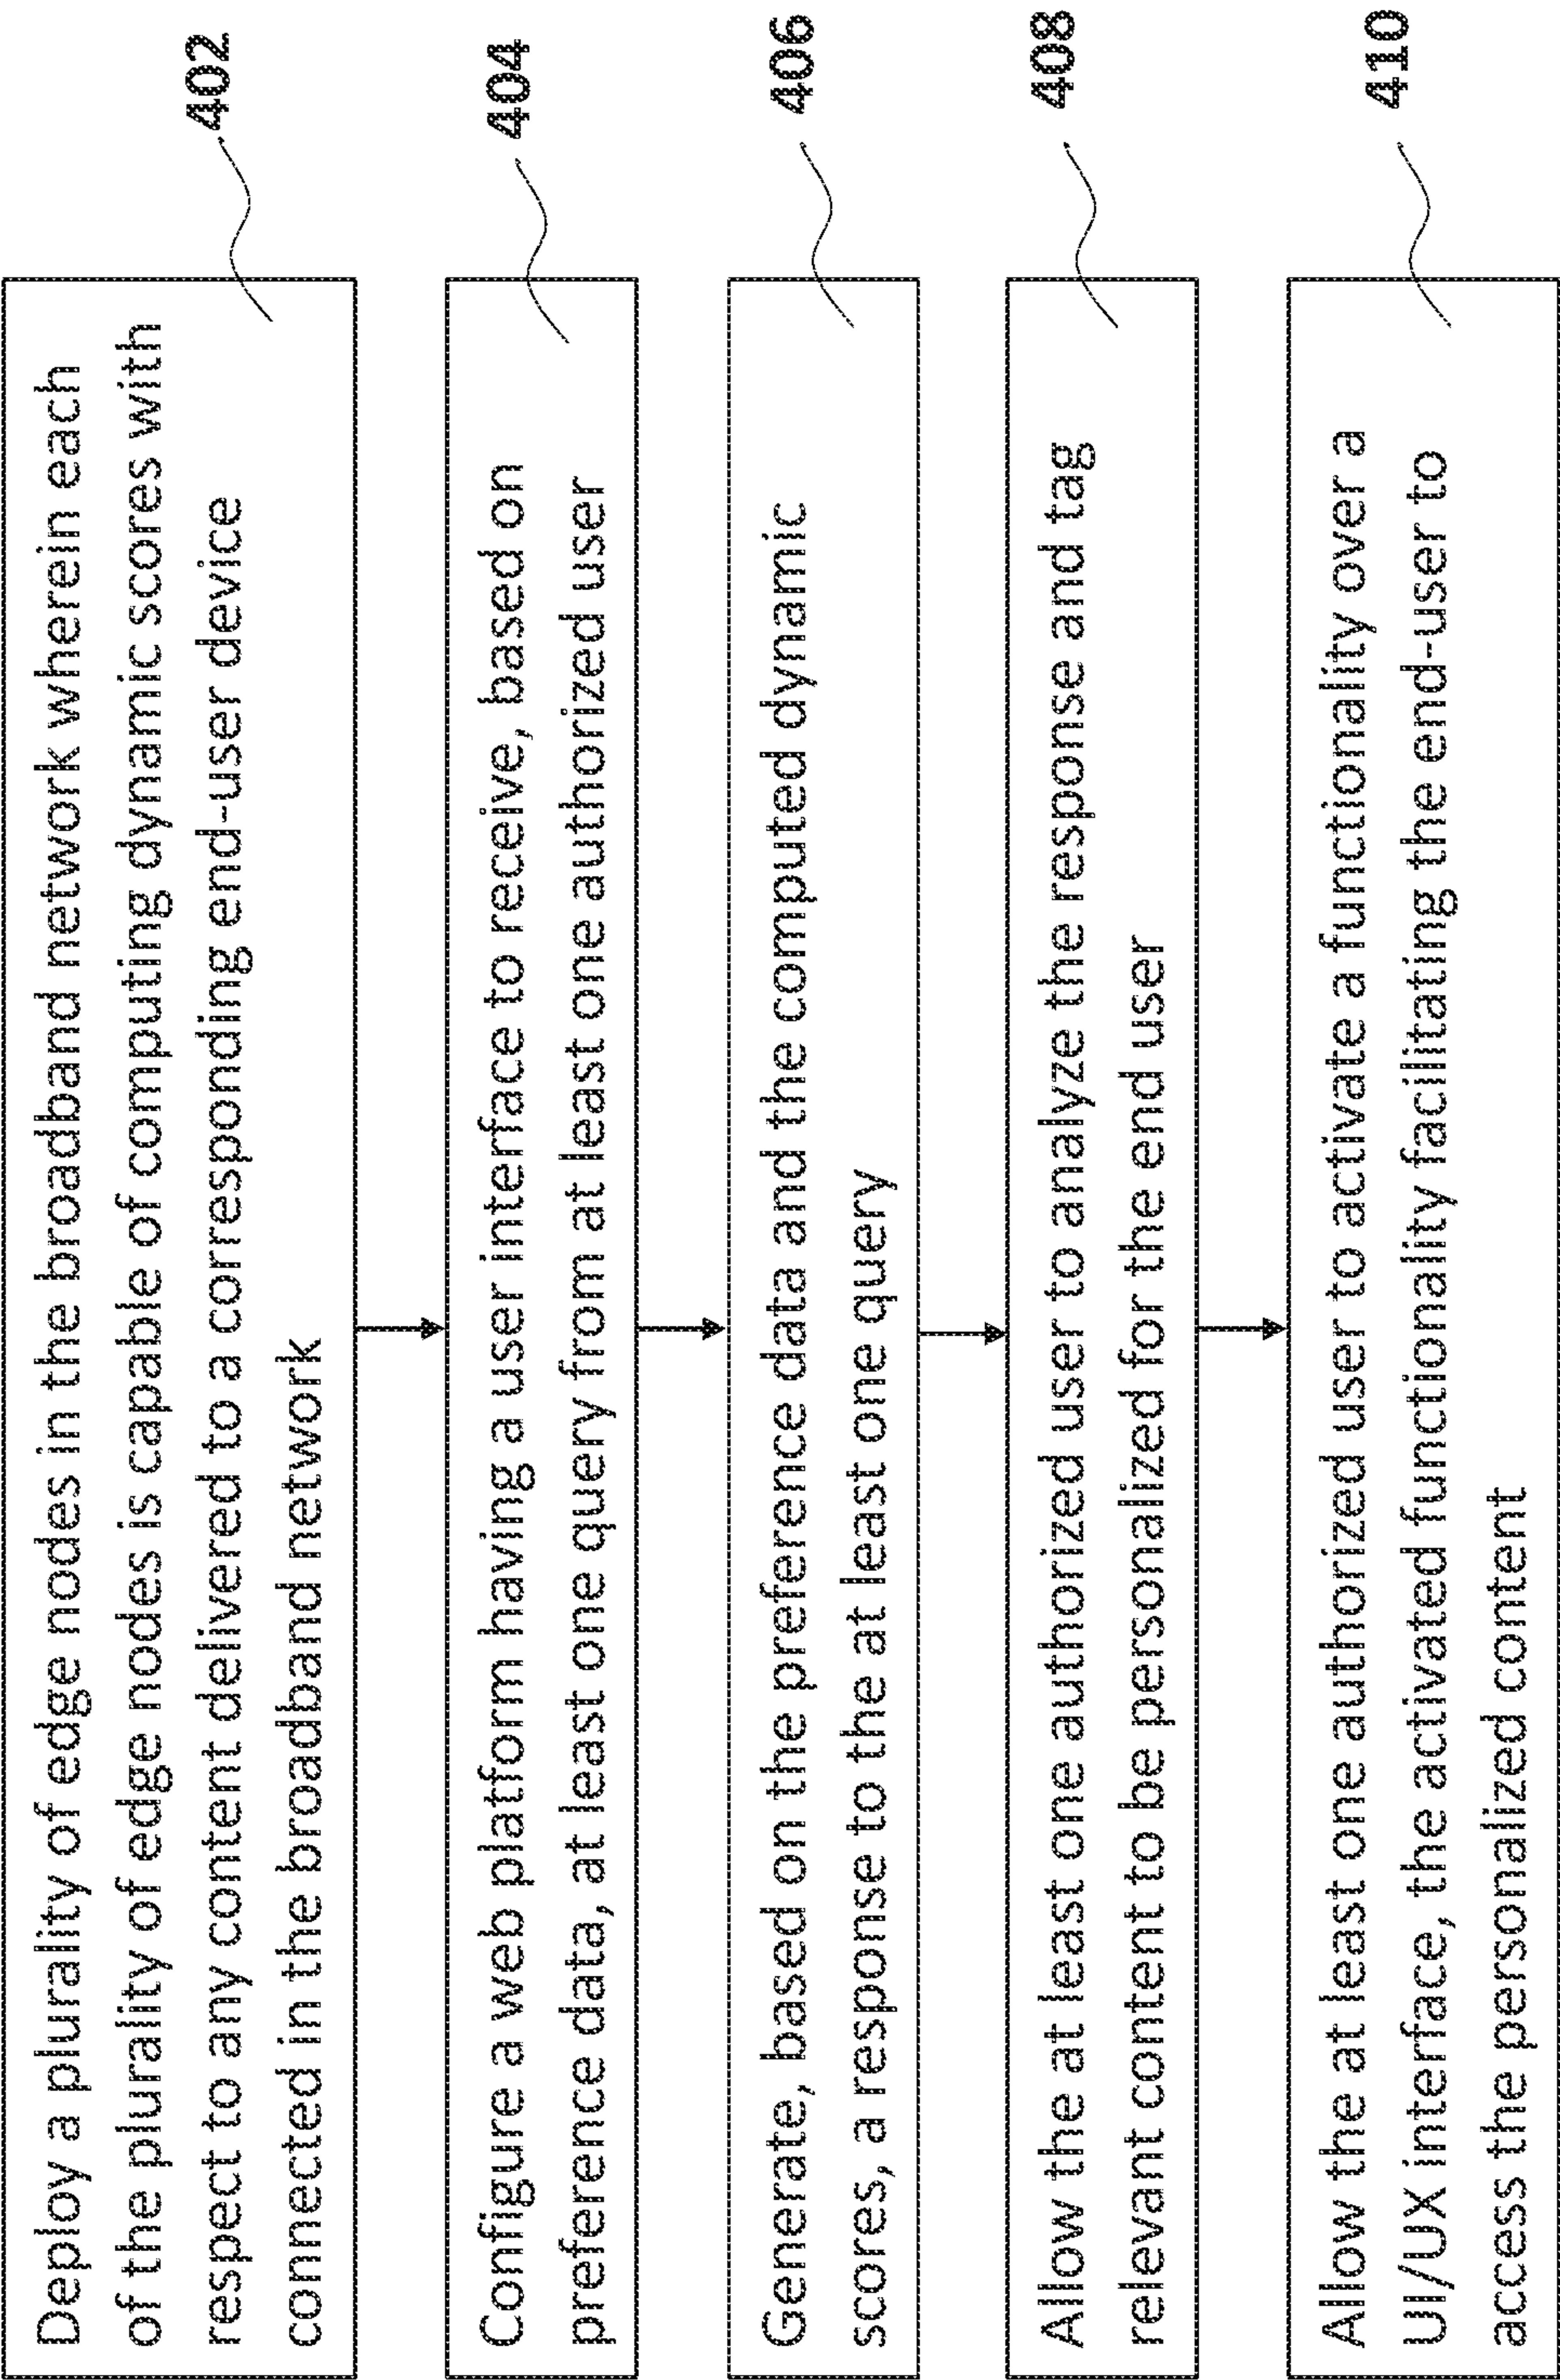 Deploy a plurality of edge nodes in the broadband network wherein each
of the plurality of edge nodes is capable of computing dynamic scores with
respect to any content delivered to a corresponding end-user device
connected in the broadband network
402
Configure a web platform having a user interface to receive, based on
preference data, at least one query from at least one authorized user
404
Generate, based on the preference data and the computed dynamic
scores, a response to the at least one query
406
Allow the at least one authorized user to analyze the response and tag
relevant content to be personalized for the end user
408
Allow the at least one authorized user to activate a functionality over a
UI/UX interface, the activated functionality facilitating the end-user to
access the personalized content
410